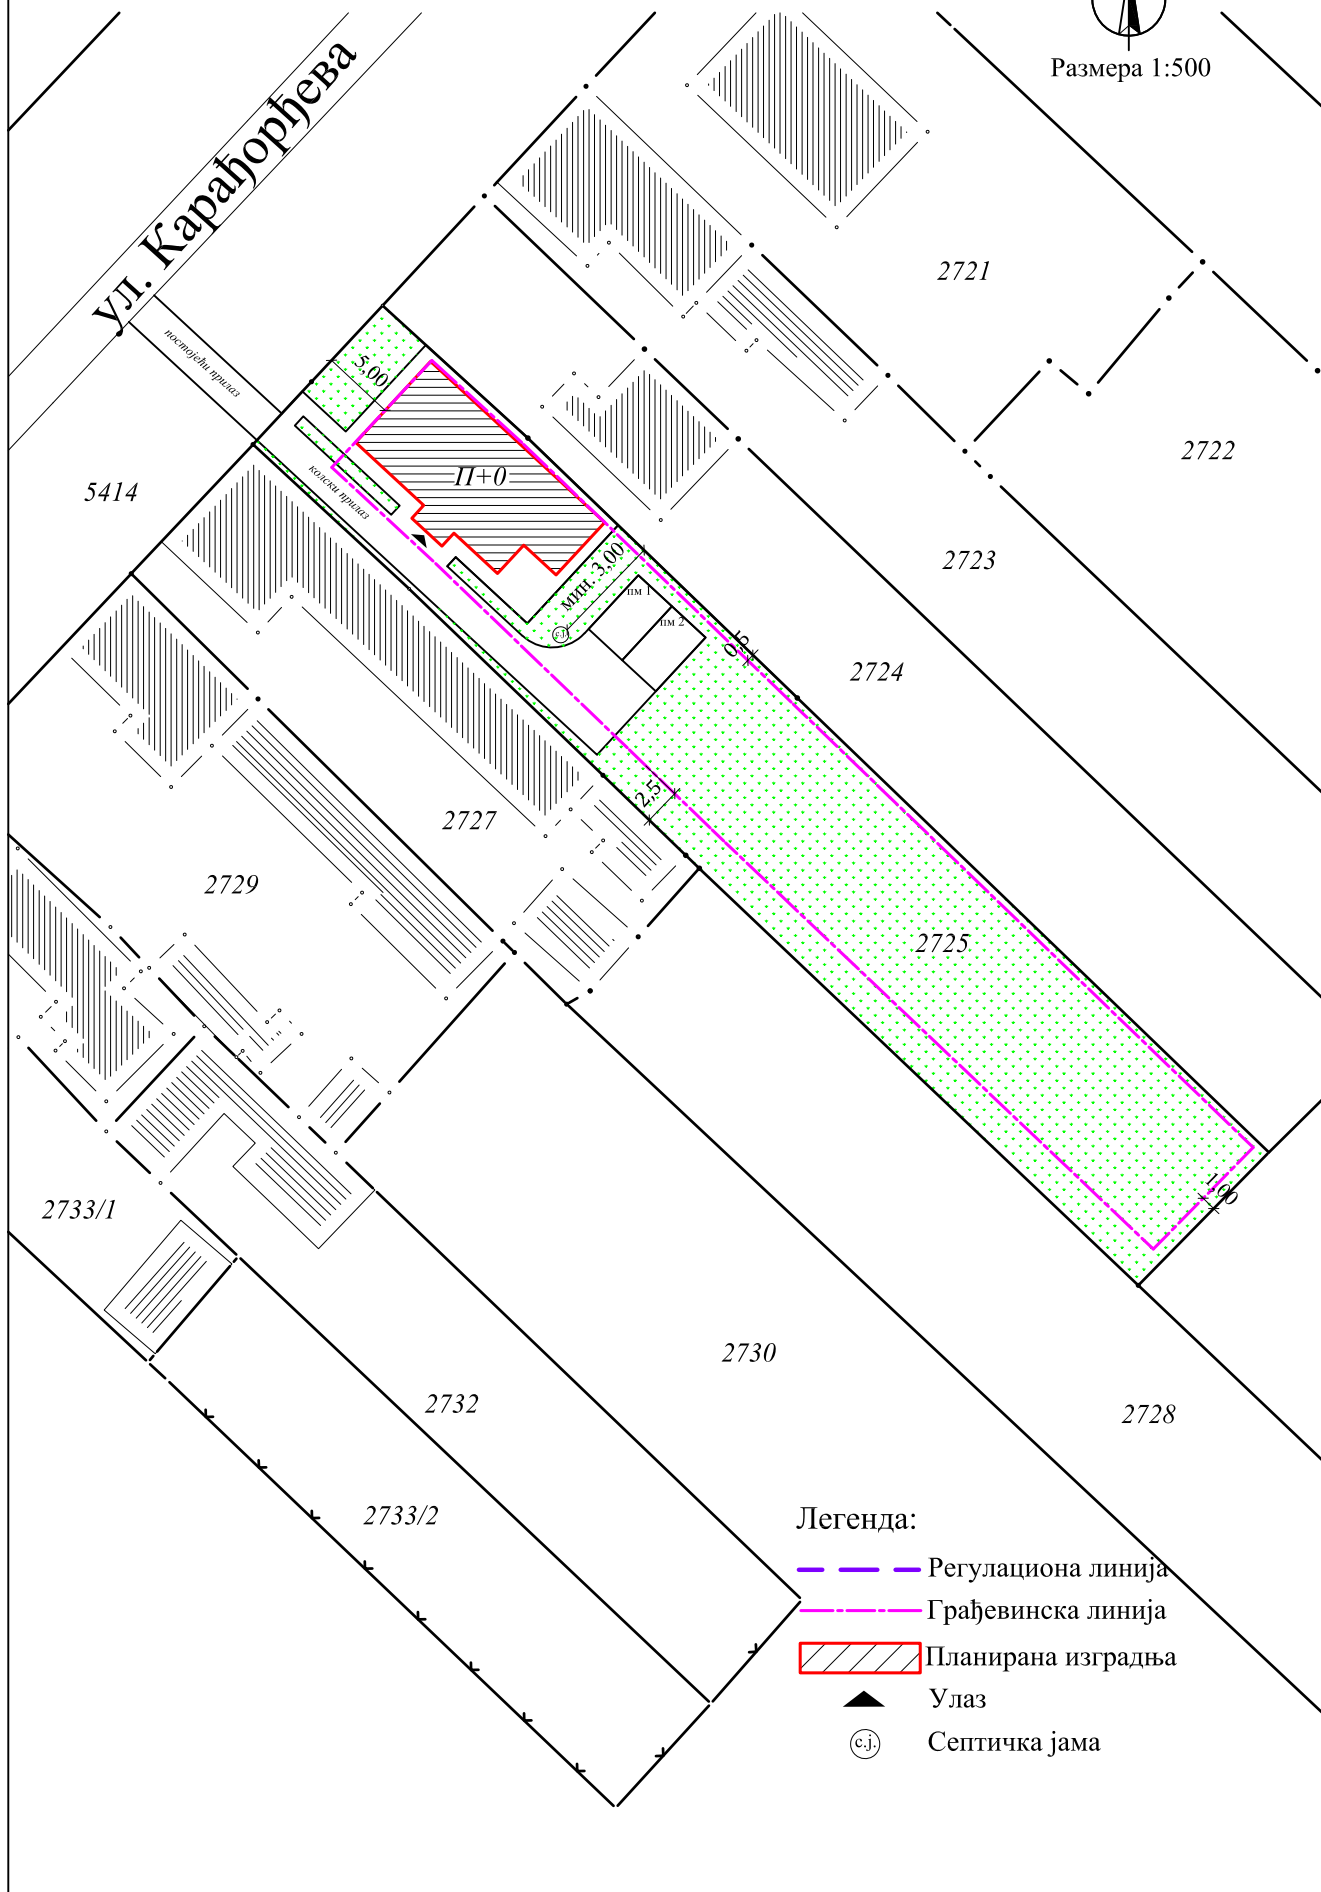 Размера 1:500
ул. Карађорђева
постојећи прилаз
2721
5,00
2722
П+0
5414
колски прилаз
2723
мин. 3,00
пм 1
пм 2
с.ј.
0,5
2724
2,5
2727
2729
2725
1,00
2733/1
2730
2732
2728
2733/2
Легенда:
Регулациона линија
Грађевинска линија
Планирана изградња
Улаз
с.ј. Септичка јама